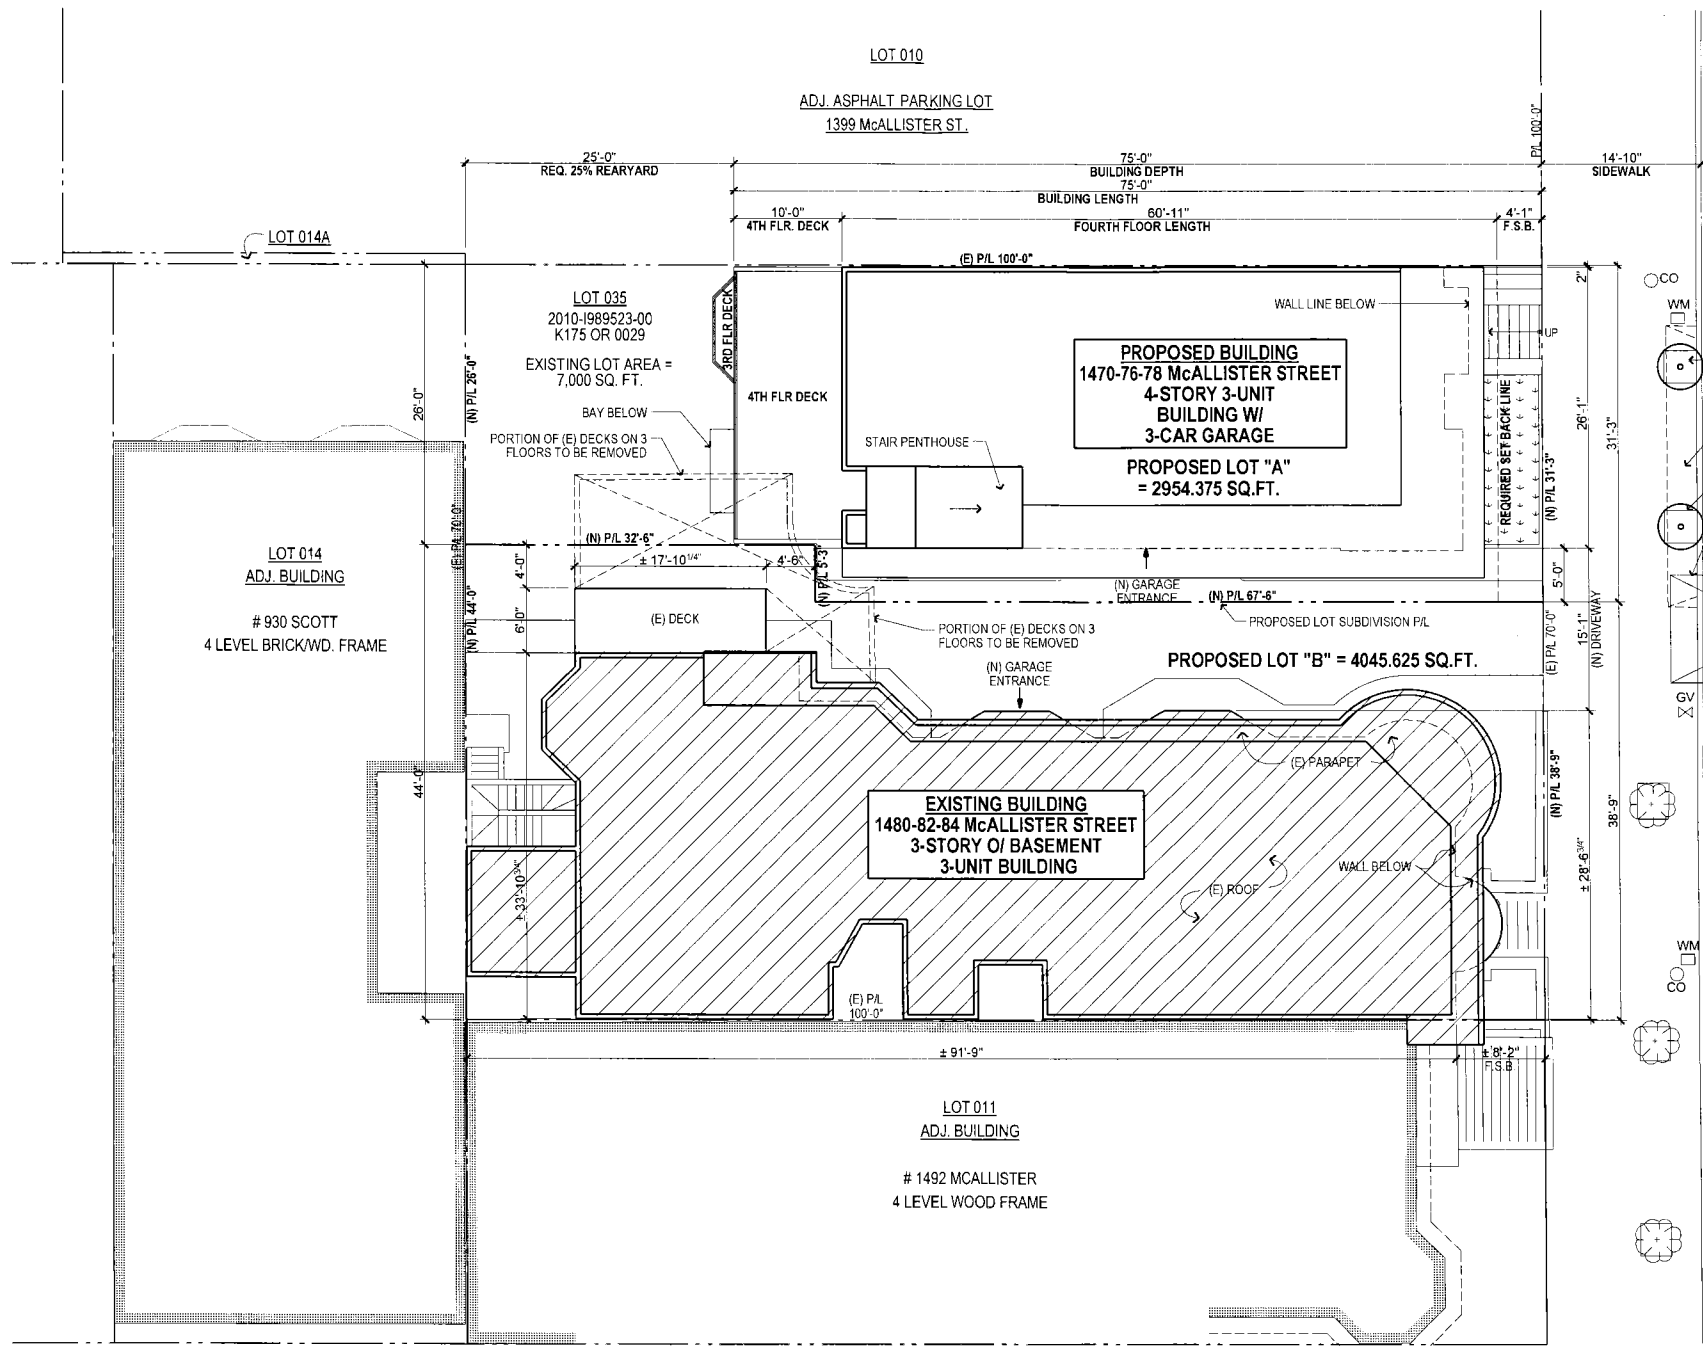 LOT 010
ADJ. ASPHALT PARKING LOT
1399 McALLISTER ST.
P/L 100'-0"
25'-0"
REQ. 25% REARYARD
75'-0"
BUILDING DEPTH
14'-10"
SIDEWALK
75'-0"
BUILDING LENGTH
10'-0"
4TH FLR. DECK
60'-11"
FOURTH FLOOR LENGTH
4'-1"
F.S.B.
LOT 014A
(E) P/L 100'-0"
LOT 035
2010-I989523-00
K175 OR 0029
EXISTING LOT AREA =
7,000 SQ. FT.
3RD FLR DECK
WALL LINE BELOW
2"
CO
WM
UP
PROPOSED BUILDING
1470-76-78 McALLISTER STREET
4-STORY 3-UNIT
BUILDING W/
3-CAR GARAGE
PROPOSED LOT "A"
= 2954.375 SQ.FT.
4TH FLR DECK
26'-0"
(N) P/L 26'-0"
BAY BELOW
PORTION OF (E) DECKS ON 3
FLOORS TO BE REMOVED
STAIR PENTHOUSE
REQUIRED SET BACK LINE
(N) P/L 31'-3"
26'-1"
31'-3"
(E) P/L 70'-0"
LOT 014
ADJ. BUILDING
# 930 SCOTT
4 LEVEL BRICK/WD. FRAME
(N) P/L 32'-6"
4'-0"
± 17'-10 1/4"
4'-6"
(N) P/L 5'-3"
(N) GARAGE
ENTRANCE
5'-0"
(N) P/L 67'-6"
(N) P/L 44'-0"
6'-0"
(E) DECK
PORTION OF (E) DECKS ON 3
FLOORS TO BE REMOVED
PROPOSED LOT SUBDIVISION P/L
(E) P/L 70'-0"
15'-1"
(N) DRIVEWAY
PROPOSED LOT "B" = 4045.625 SQ.FT.
(N) GARAGE
ENTRANCE
GV
44'-0"
(E) PARAPET
(N) P/L 38'-9"
38'-9"
EXISTING BUILDING
1480-82-84 McALLISTER STREET
3-STORY O/ BASEMENT
3-UNIT BUILDING
± 33'-10 3/4"
(E) ROOF
WALL BELOW
± 28'-6 3/4"
WM
CO
(E) P/L
100'-0"
± 91'-9"
± 8'-2"
F.S.B.
LOT 011
ADJ. BUILDING
# 1492 MCALLISTER
4 LEVEL WOOD FRAME